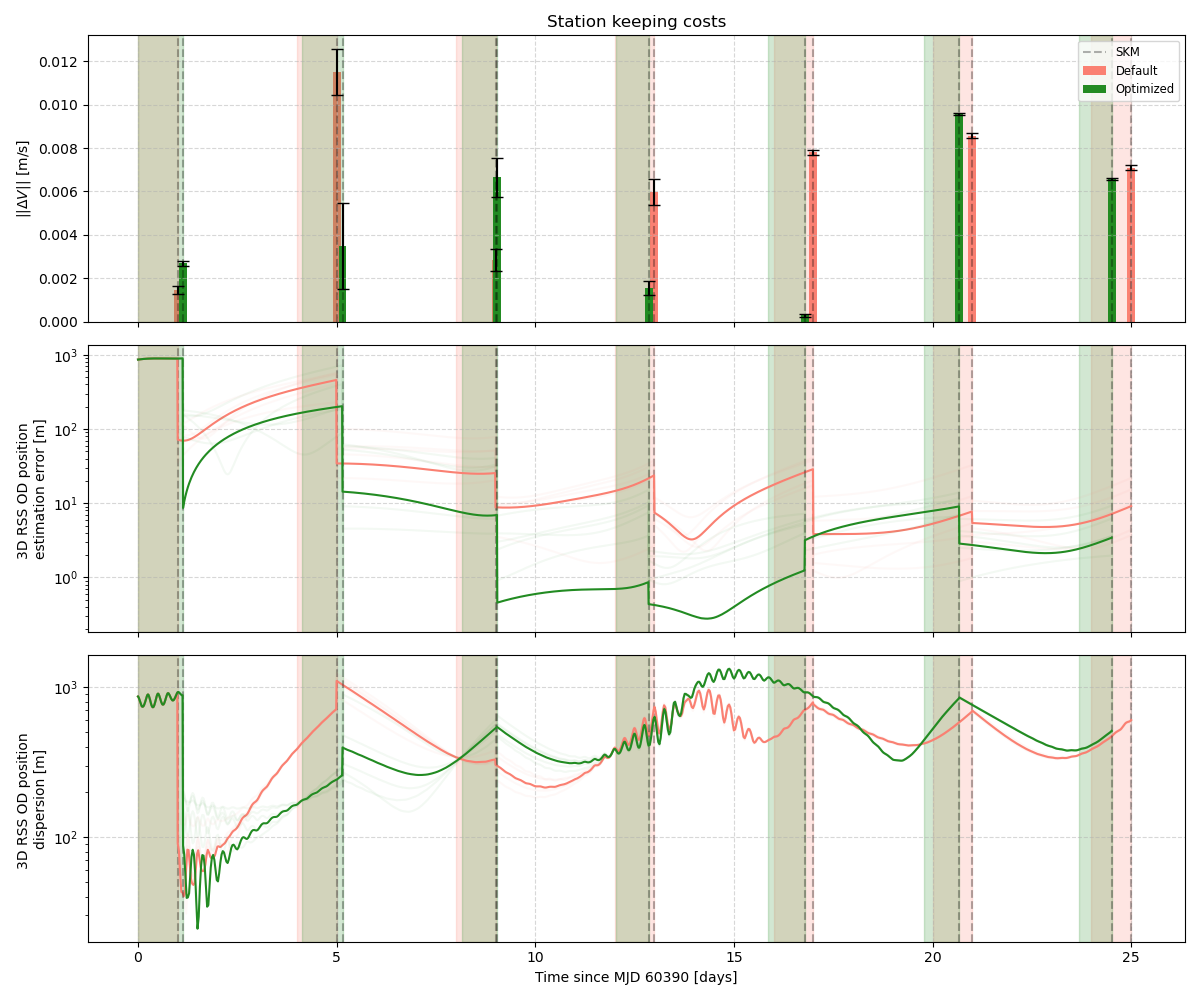 Station keeping costs
||ΔV|| [m/s]
0.012
0.010
0.008
0.006
0.004
0.002
0.000
SKM
Default
Optimized
3D RSS OD position
estimation error [m]
10³
10²
10¹
10⁰
3D RSS OD position
dispersion [m]
10³
10²
0 5 10 15 20 25
Time since MJD 60390 [days]